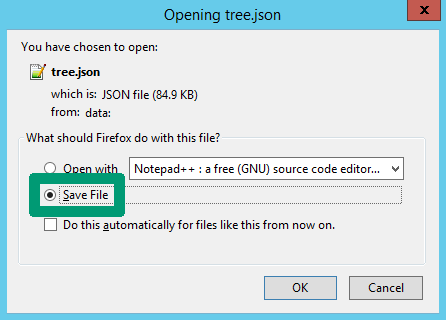 Opening tree.json
x
You have chosen to open:
tree.json
which is: JSON file (84.9 KB)
from: data:
What should Firefox do with this file?
Open with Notepad++ : a free (GNU) source code editor...
Save File
Do this automatically for files like this from now on.
OK Cancel